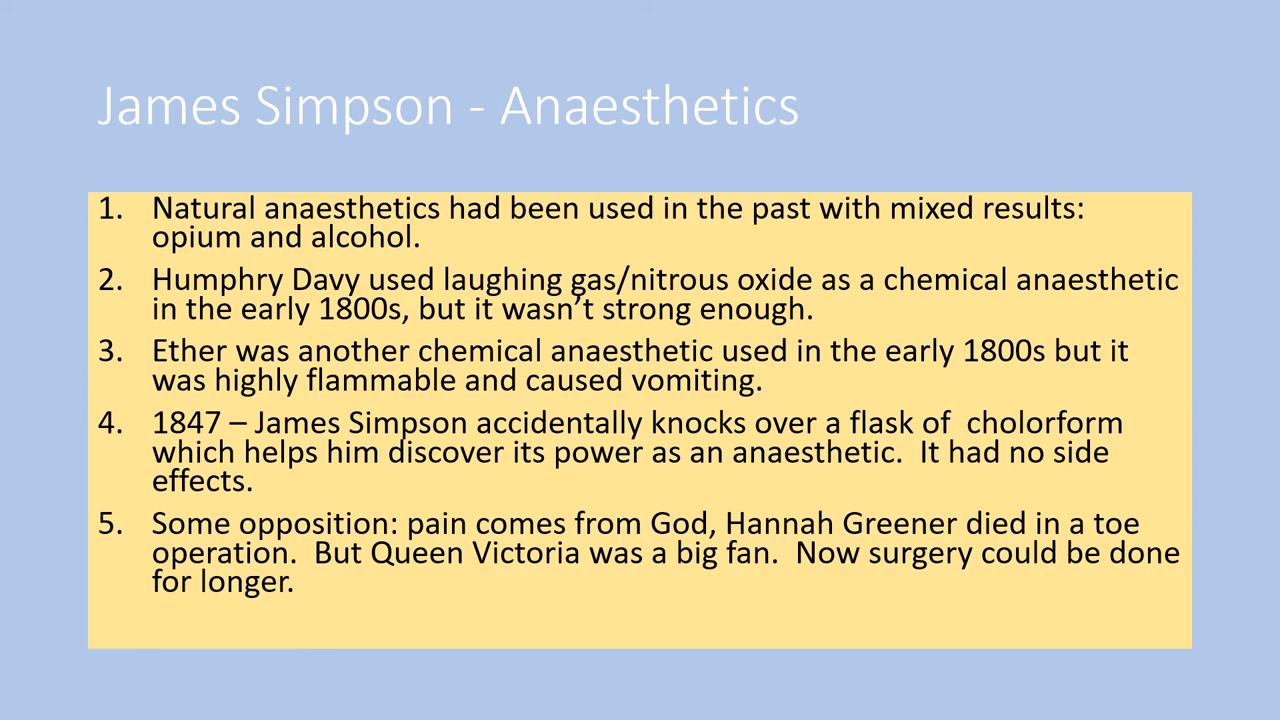 James Simpson - Anaesthetics
1. Natural anaesthetics had been used in the past with mixed results:
opium and alcohol.
2. Humphry Davy used laughing gas/nitrous oxide as a chemical anaesthetic
in the early 1800s, but it wasn’t strong enough.
3. Ether was another chemical anaesthetic used in the early 1800s but it
was highly flammable and caused vomiting.
4. 1847 – James Simpson accidentally knocks over a flask of  cholorform
which helps him discover its power as an anaesthetic.  It had no side
effects.
5. Some opposition: pain comes from God, Hannah Greener died in a toe
operation.  But Queen Victoria was a big fan.  Now surgery could be done
for longer.